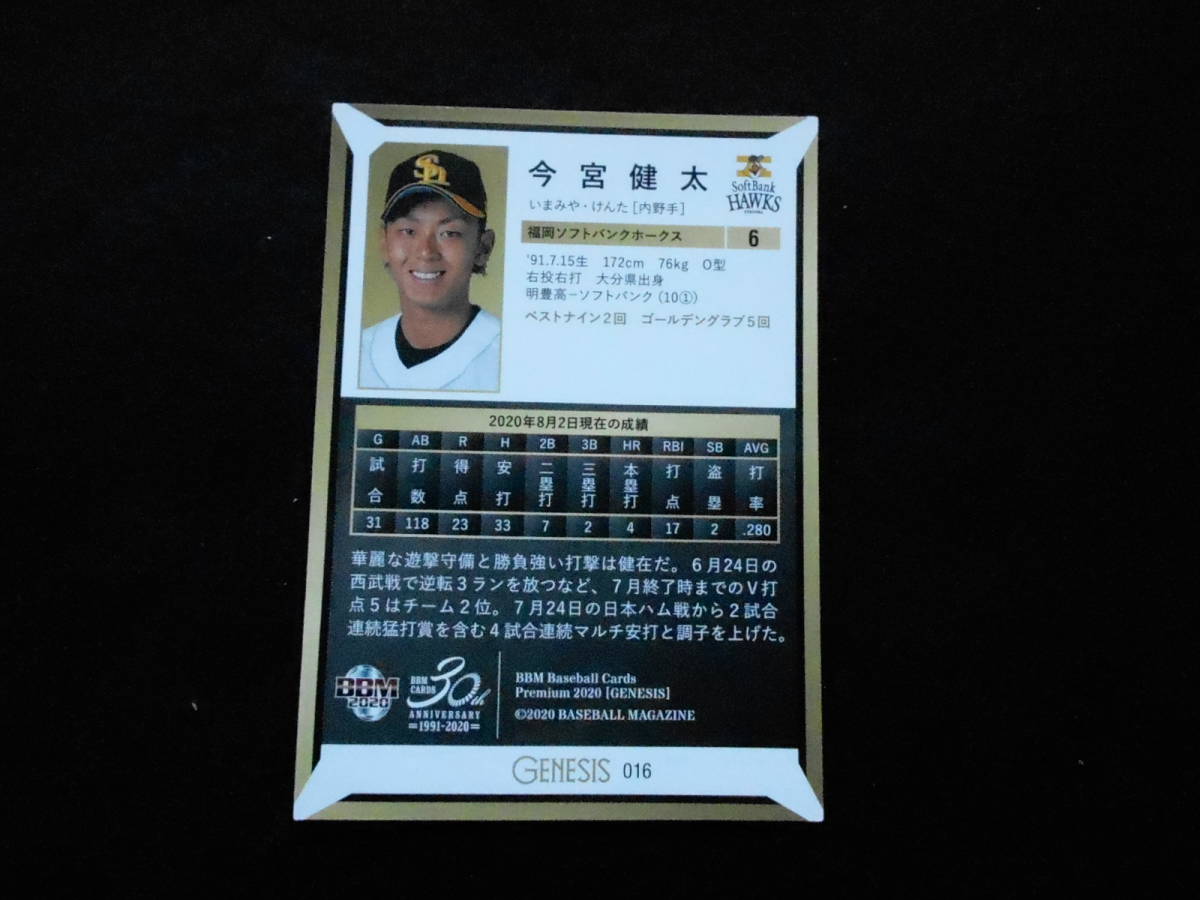 今宮健太
いまみや・けんた［内野手］
SoftBank
HAWKS
福岡ソフトバンクホークス 6
'91.7.15生 172cm 76kg O型
右投右打 大分県出身
明豊高−ソフトバンク（10①）
ベストナイン2回 ゴールデングラブ5回
2020年8月2日現在の成績
G AB R H 2B 3B HR RBI SB AVG
試合 打数 得点 安打 二塁打 三塁打 本塁打 打点 盗塁 打率
31 118 23 33 7 2 4 17 2 .280
華麗な遊撃守備と勝負強い打撃は健在だ。6月24日の
西武戦で逆転3ランを放つなど、7月終了時までのV打
点5はチーム2位。7月24日の日本ハム戦から2試合
連続猛打賞を含む4試合連続マルチ安打と調子を上げた。
BBM
2020
BBM
CARDS
30th
ANNIVERSARY
=1991-2020=
BBM Baseball Cards
Premium 2020 [GENESIS]
©2020 BASEBALL MAGAZINE
GENESIS 016